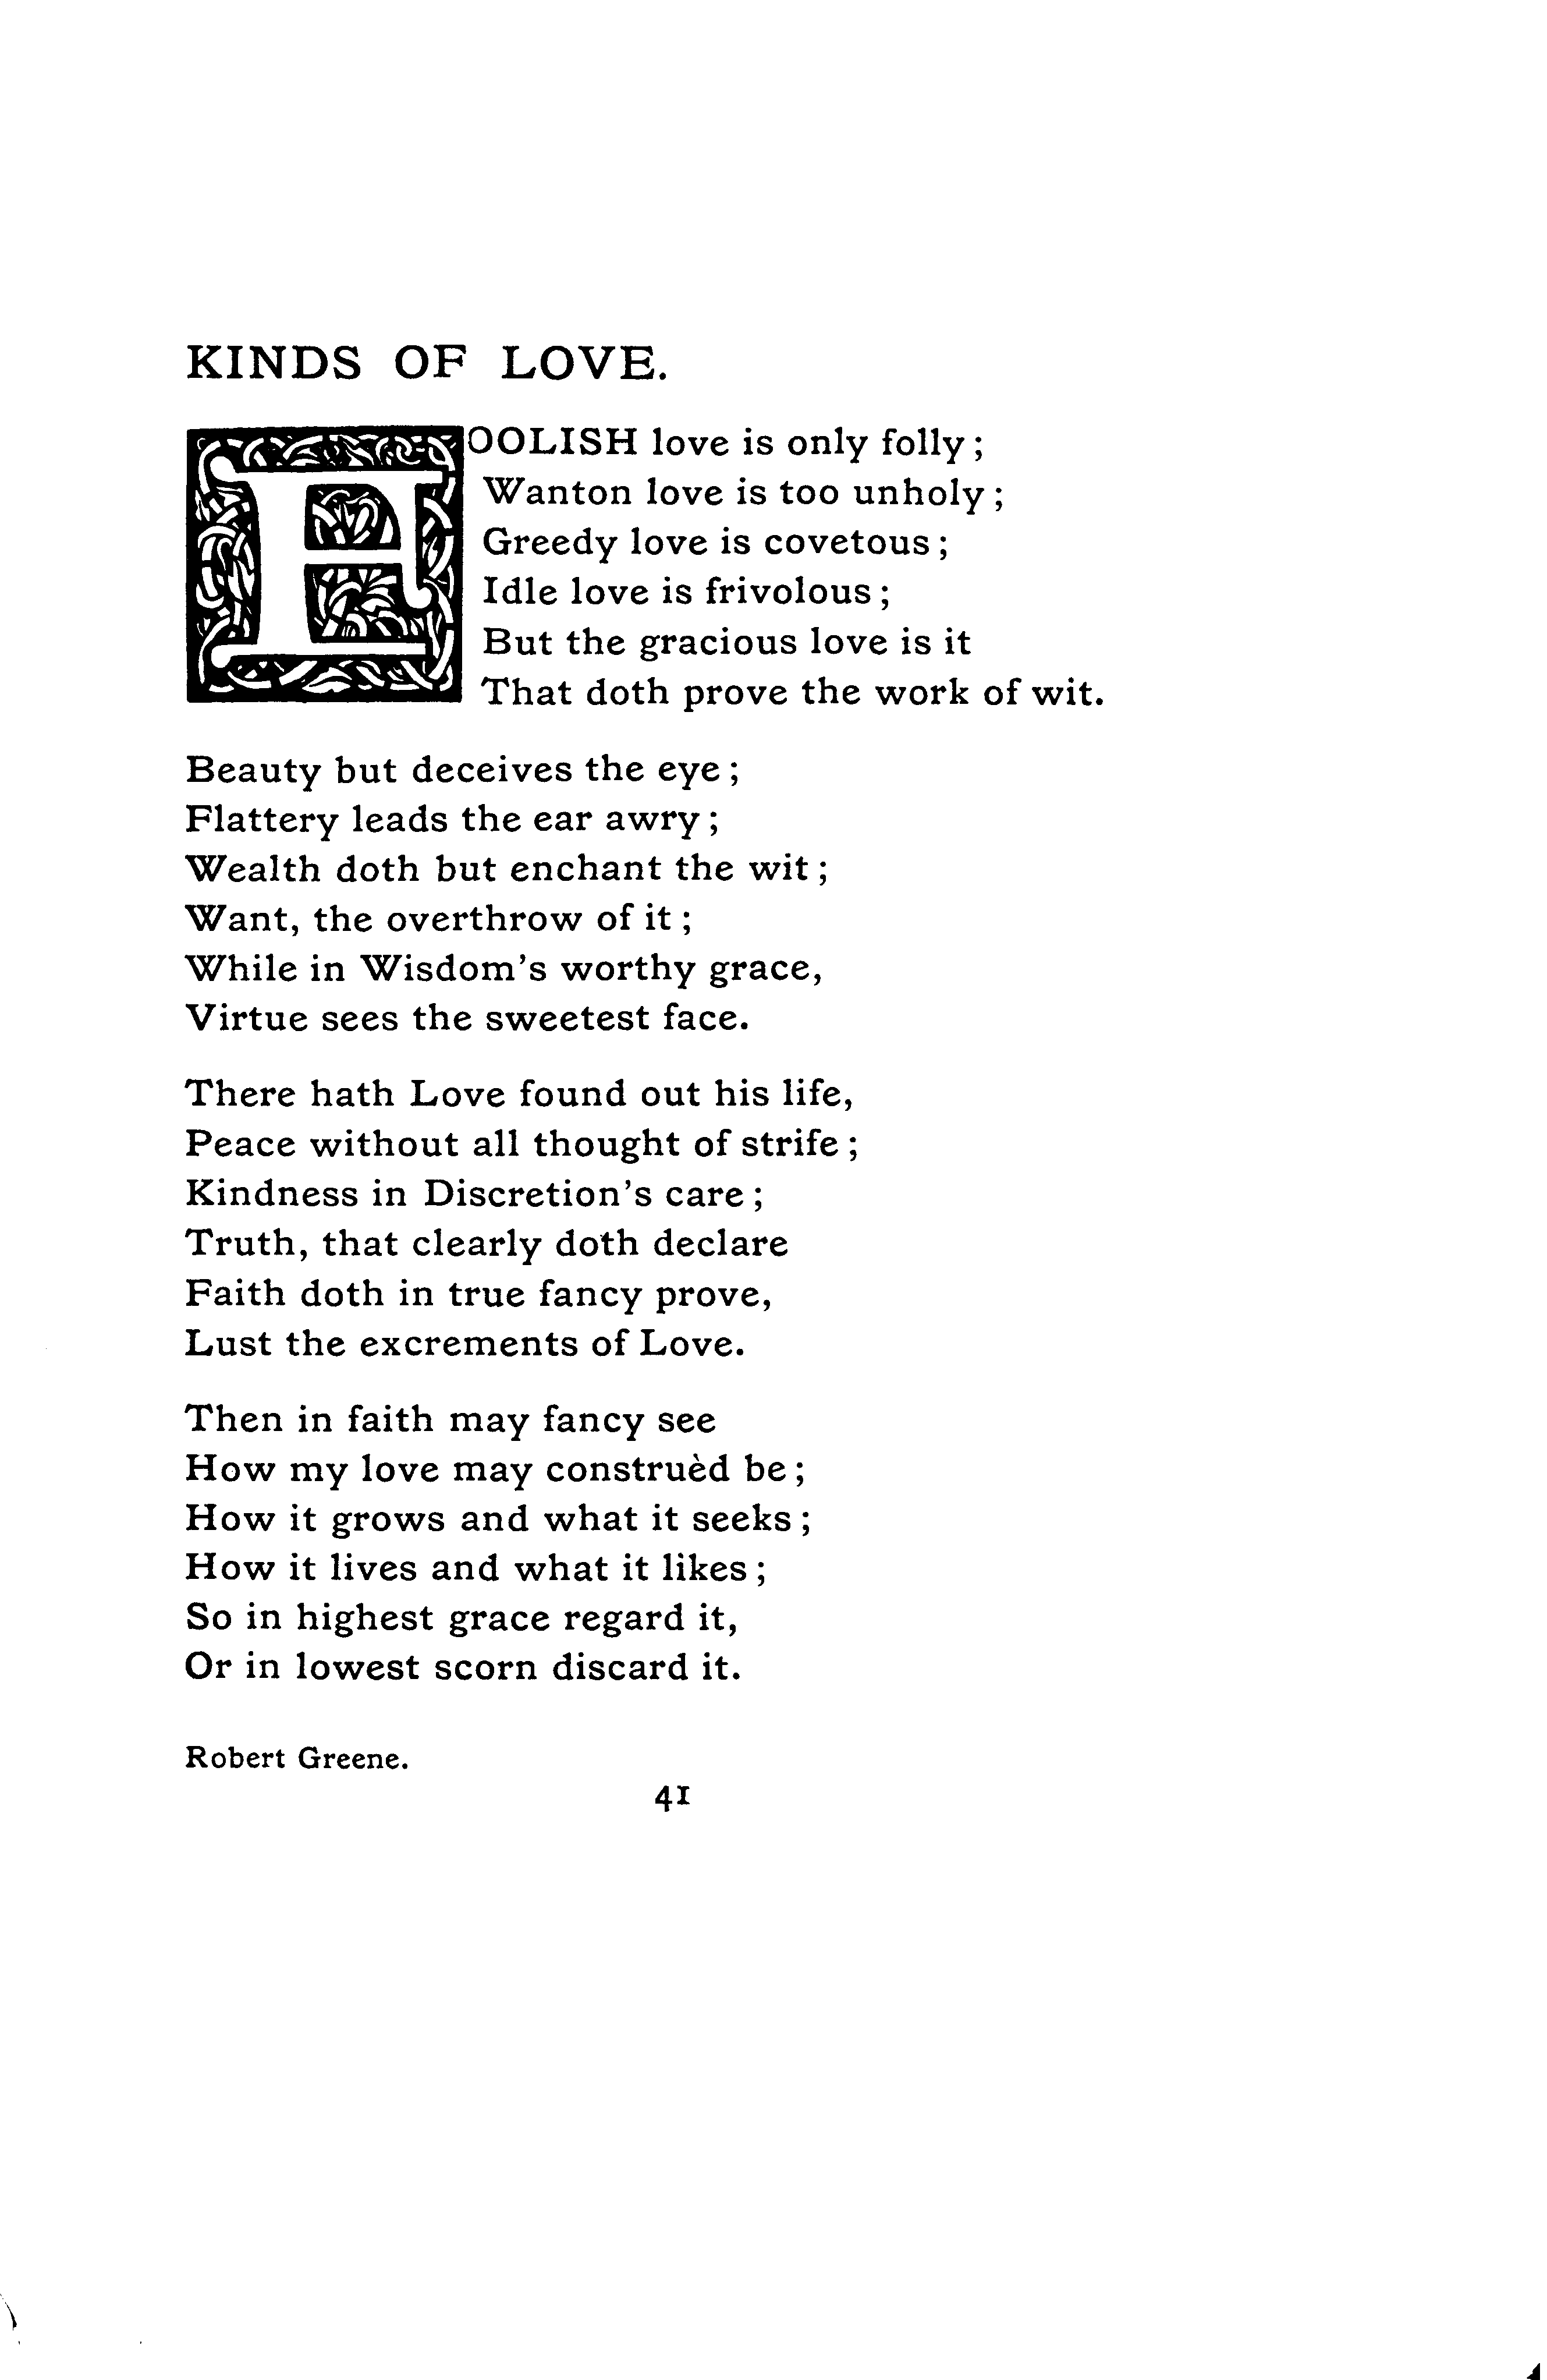 KINDS OF LOVE.
FOOLISH love is only folly;
Wanton love is too unholy;
Greedy love is covetous;
Idle love is frivolous;
But the gracious love is it
That doth prove the work of wit.
Beauty but deceives the eye;
Flattery leads the ear awry;
Wealth doth but enchant the wit;
Want, the overthrow of it;
While in Wisdom's worthy grace,
Virtue sees the sweetest face.
There hath Love found out his life,
Peace without all thought of strife;
Kindness in Discretion's care;
Truth, that clearly doth declare
Faith doth in true fancy prove,
Lust the excrements of Love.
Then in faith may fancy see
How my love may construèd be;
How it grows and what it seeks;
How it lives and what it likes;
So in highest grace regard it,
Or in lowest scorn discard it.
Robert Greene.
41